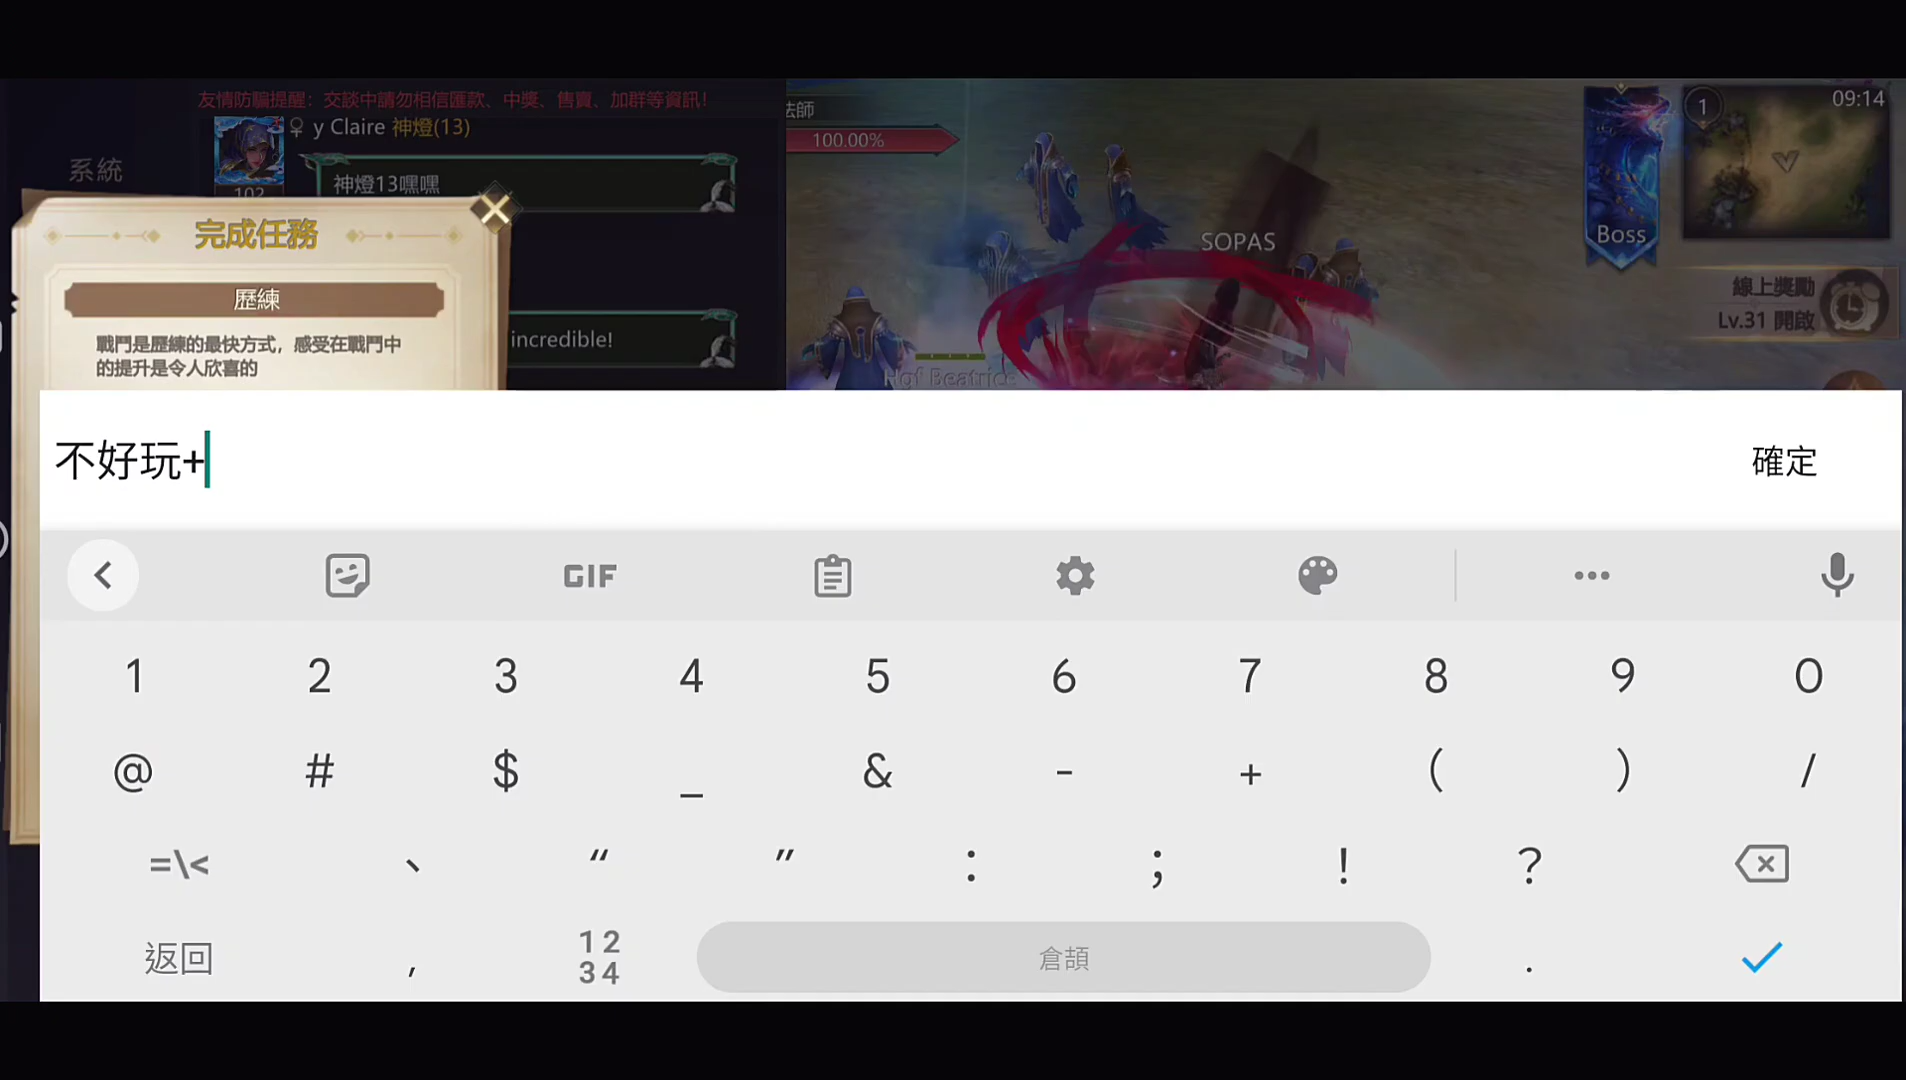 友情防騙提醒：交談中請勿相信匯款、中獎、售賣、加群等資訊！
♀ y Claire 神燈(13)
系統
102
神燈13嘿嘿
incredible!
完成任務
歷練
戰鬥是歷練的最快方式，感受在戰鬥中
的提升是令人欣喜的
法師
100.00%
SOPAS
Hof Beatrice
Boss
1
09:14
線上獎勵
Lv.31 開啟
不好玩+
確定
GIF
1 2 3 4 5 6 7 8 9 0
@ # $ _ & - + ( ) /
=\< 、 “ ” : ; ! ?
返回 , 12 倉頡 .
34